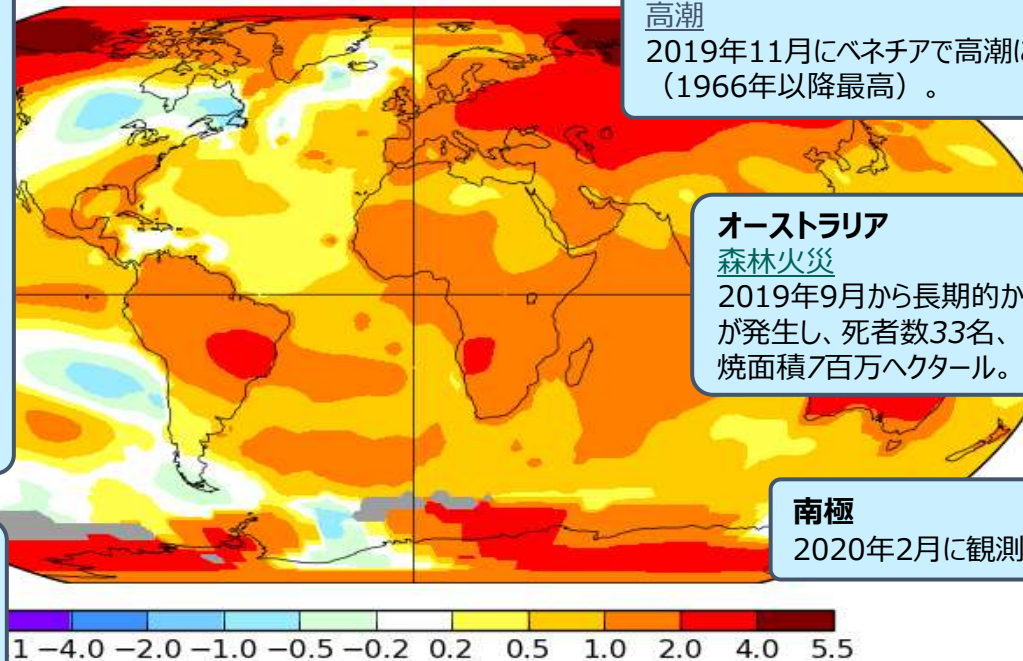 高潮
2019年11月にベネチアで高潮に
（1966年以降最高）。
オーストラリア
森林火災
2019年9月から長期的か
が発生し、死者数33名、
焼面積7百万ヘクタール。
南極
2020年2月に観測
1 −4.0 −2.0 −1.0 −0.5 −0.2 0.2 0.5 1.0 2.0 4.0 5.5